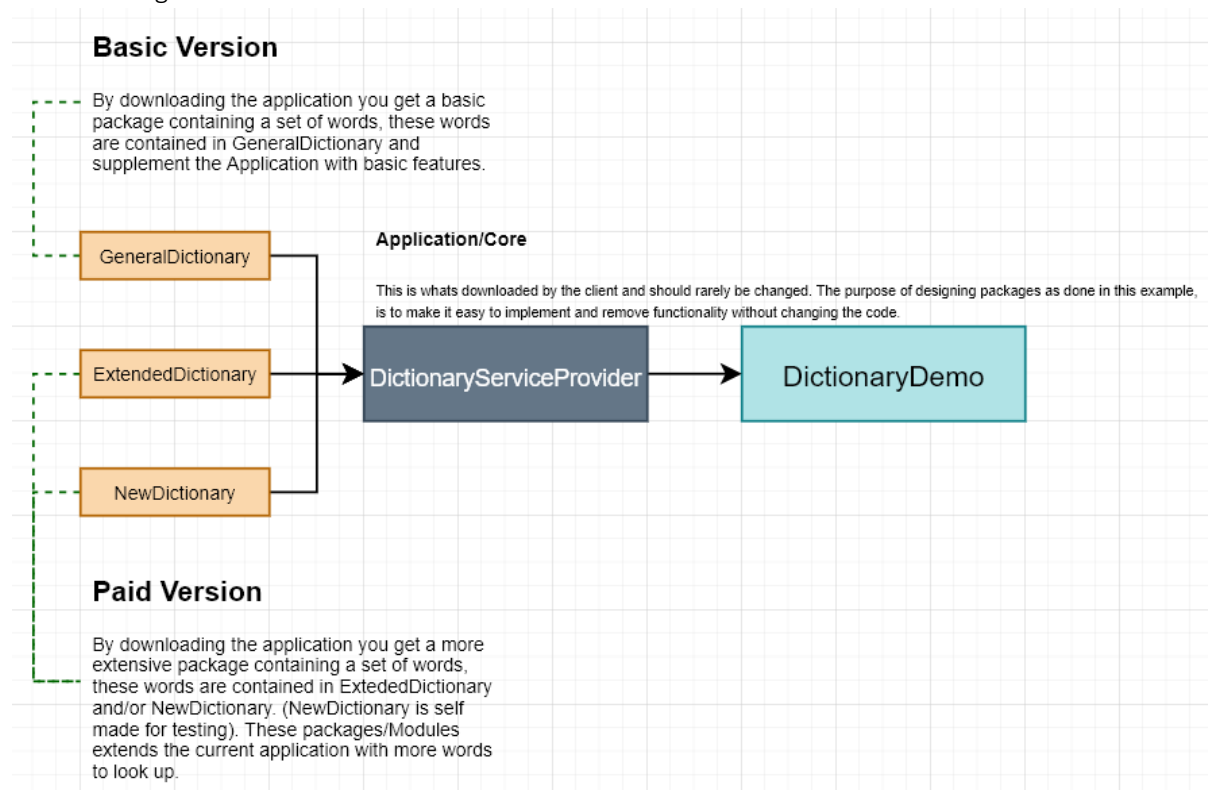 Basic Version
By downloading the application you get a basic
package containing a set of words, these words
are contained in GeneralDictionary and
supplement the Application with basic features.
GeneralDictionary
Application/Core
This is whats downloaded by the client and should rarely be changed. The purpose of designing packages as done in this example,
is to make it easy to implement and remove functionality without changing the code.
ExtendedDictionary
DictionaryServiceProvider
DictionaryDemo
NewDictionary
Paid Version
By downloading the application you get a more
extensive package containing a set of words,
these words are contained in ExtededDictionary
and/or NewDictionary. (NewDictionary is self
made for testing). These packages/Modules
extends the current application with more words
to look up.